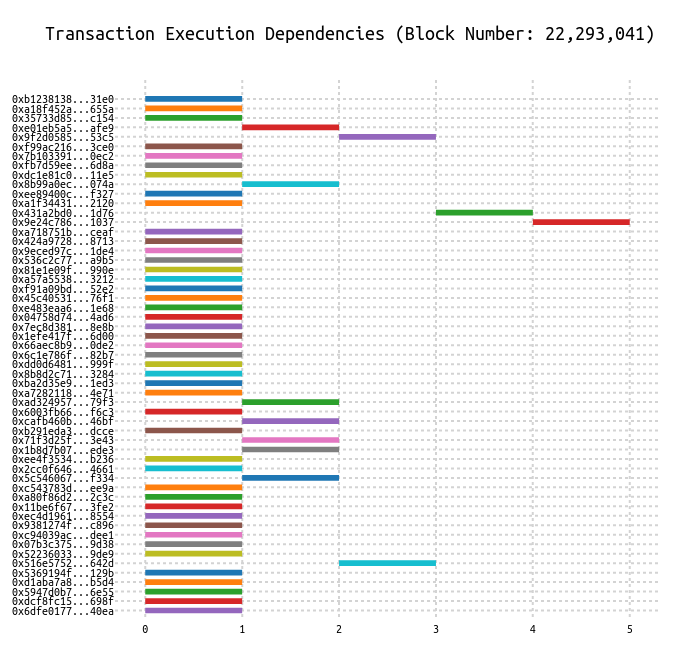 Transaction Execution Dependencies (Block Number: 22,293,041)
0xb1238138...31e0
0xa18f452a...655a
0x35733d85...c154
0xe01eb5a5...afe9
0x9f2d0585...53c5
0xf99ac216...3ce0
0x7b103391...0ec2
0xfb7d59ee...6d8a
0xdc1e81c0...11e5
0x8b99a0ec...074a
0xee89400c...f327
0xa1f34431...2120
0x431a2bd0...1d76
0x9e24c786...1037
0xa718751b...ceaf
0x424a9728...8713
0x9eced97c...1de4
0x536c2c77...a9b5
0x81e1e09f...990e
0xa57a5538...3212
0xf91a09bd...52e2
0x45c40531...76f1
0xe483eaa6...1e68
0x04758d74...4ad6
0x7ec8d381...8e8b
0x1efe417f...6d00
0x66aec8b9...0de2
0x6c1e786f...82b7
0xdd0d6481...999f
0x8b8d2c71...3284
0xba2d35e9...1ed3
0xa7282118...4e71
0xad324957...79f3
0x6003fb66...f6c3
0xcafb460b...46bf
0xb291eda3...dcce
0x71f3d25f...3e43
0x1b8d7b07...ede3
0xee4f3534...b236
0x2cc0f646...4661
0x5c546067...f334
0xc543783d...ee9a
0xa80f86d2...2c3c
0x11be6f67...3fe2
0xec4d1961...8554
0x9381274f...c896
0xc94039ac...dee1
0x07b3c375...9d38
0x52236033...9de9
0x516e5752...642d
0x5369194f...129b
0xd1aba7a8...b5d4
0x5947d0b7...6e55
0xdcf8fc15...698f
0x6dfe0177...40ea
0 1 2 3 4 5